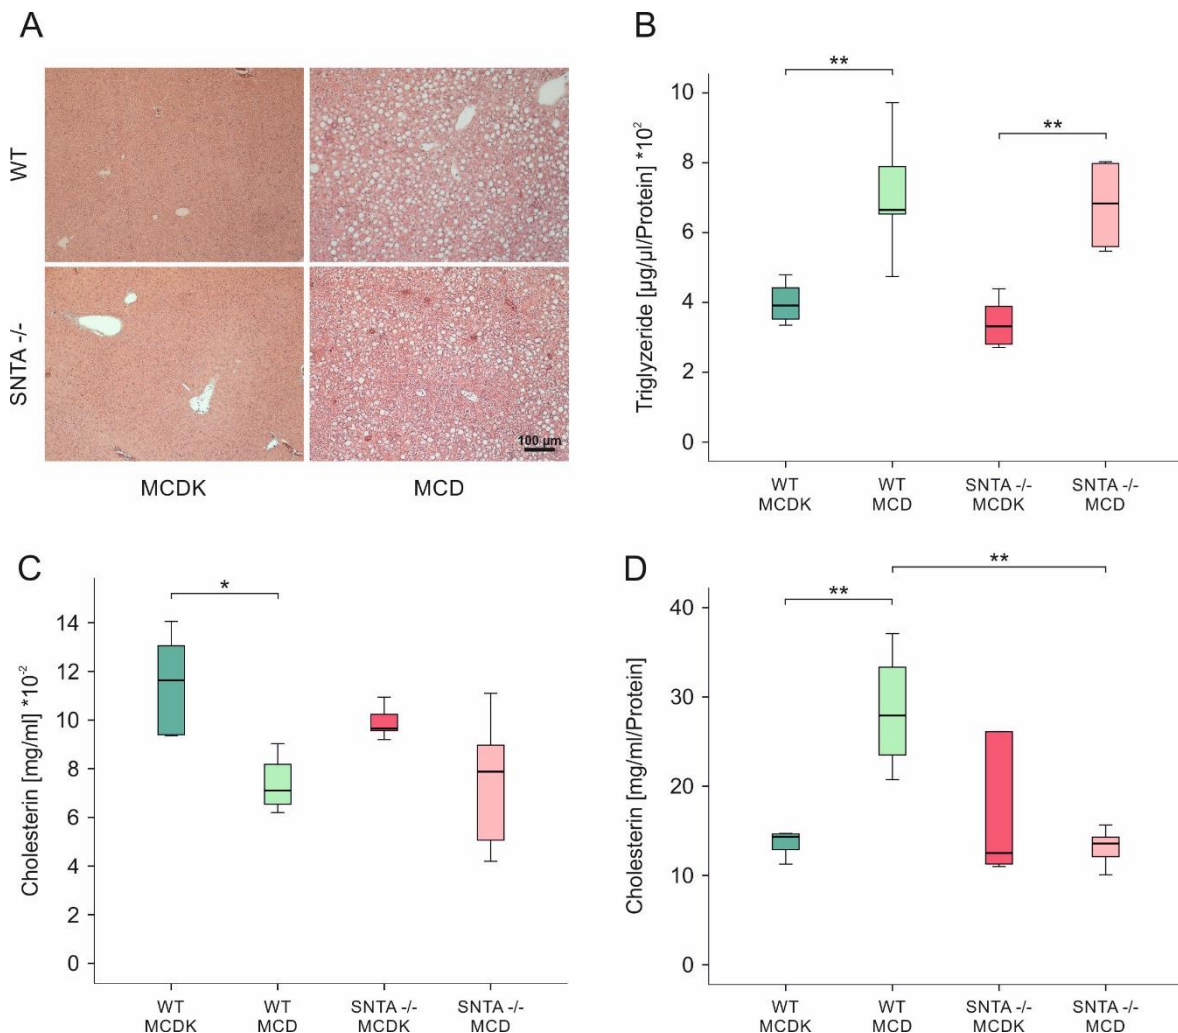 A
WT
SNTA -/-
100 µm
MCDK
MCD
B
**
**
Triglyzeride [µg/µl/Protein] *10²
10
8
6
4
2
0
WT
MCDK
WT
MCD
SNTA -/-
MCDK
SNTA -/-
MCD
C
*
Cholesterin [mg/ml] *10⁻²
14
12
10
8
6
4
2
0
WT
MCDK
WT
MCD
SNTA -/-
MCDK
SNTA -/-
MCD
D
**
**
Cholesterin [mg/ml/Protein]
40
30
20
10
0
WT
MCDK
WT
MCD
SNTA -/-
MCDK
SNTA -/-
MCD